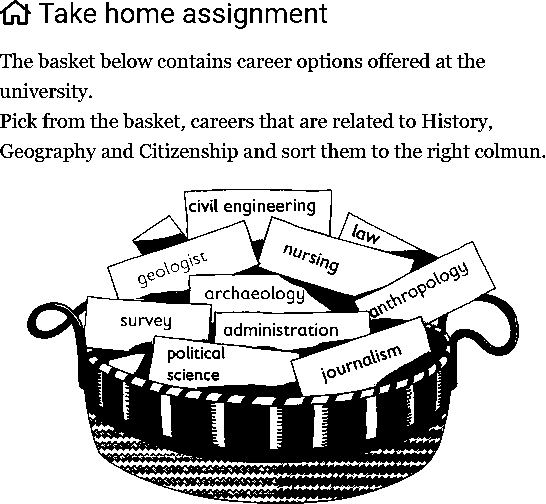 Take home assignment
The basket below contains career options offered at the
university.
Pick from the basket, careers that are related to History,
Geography and Citizenship and sort them to the right colmun.
civil engineering
law
nursing
geologist
anthropology
archaeology
survey
administration
political
science
journalism